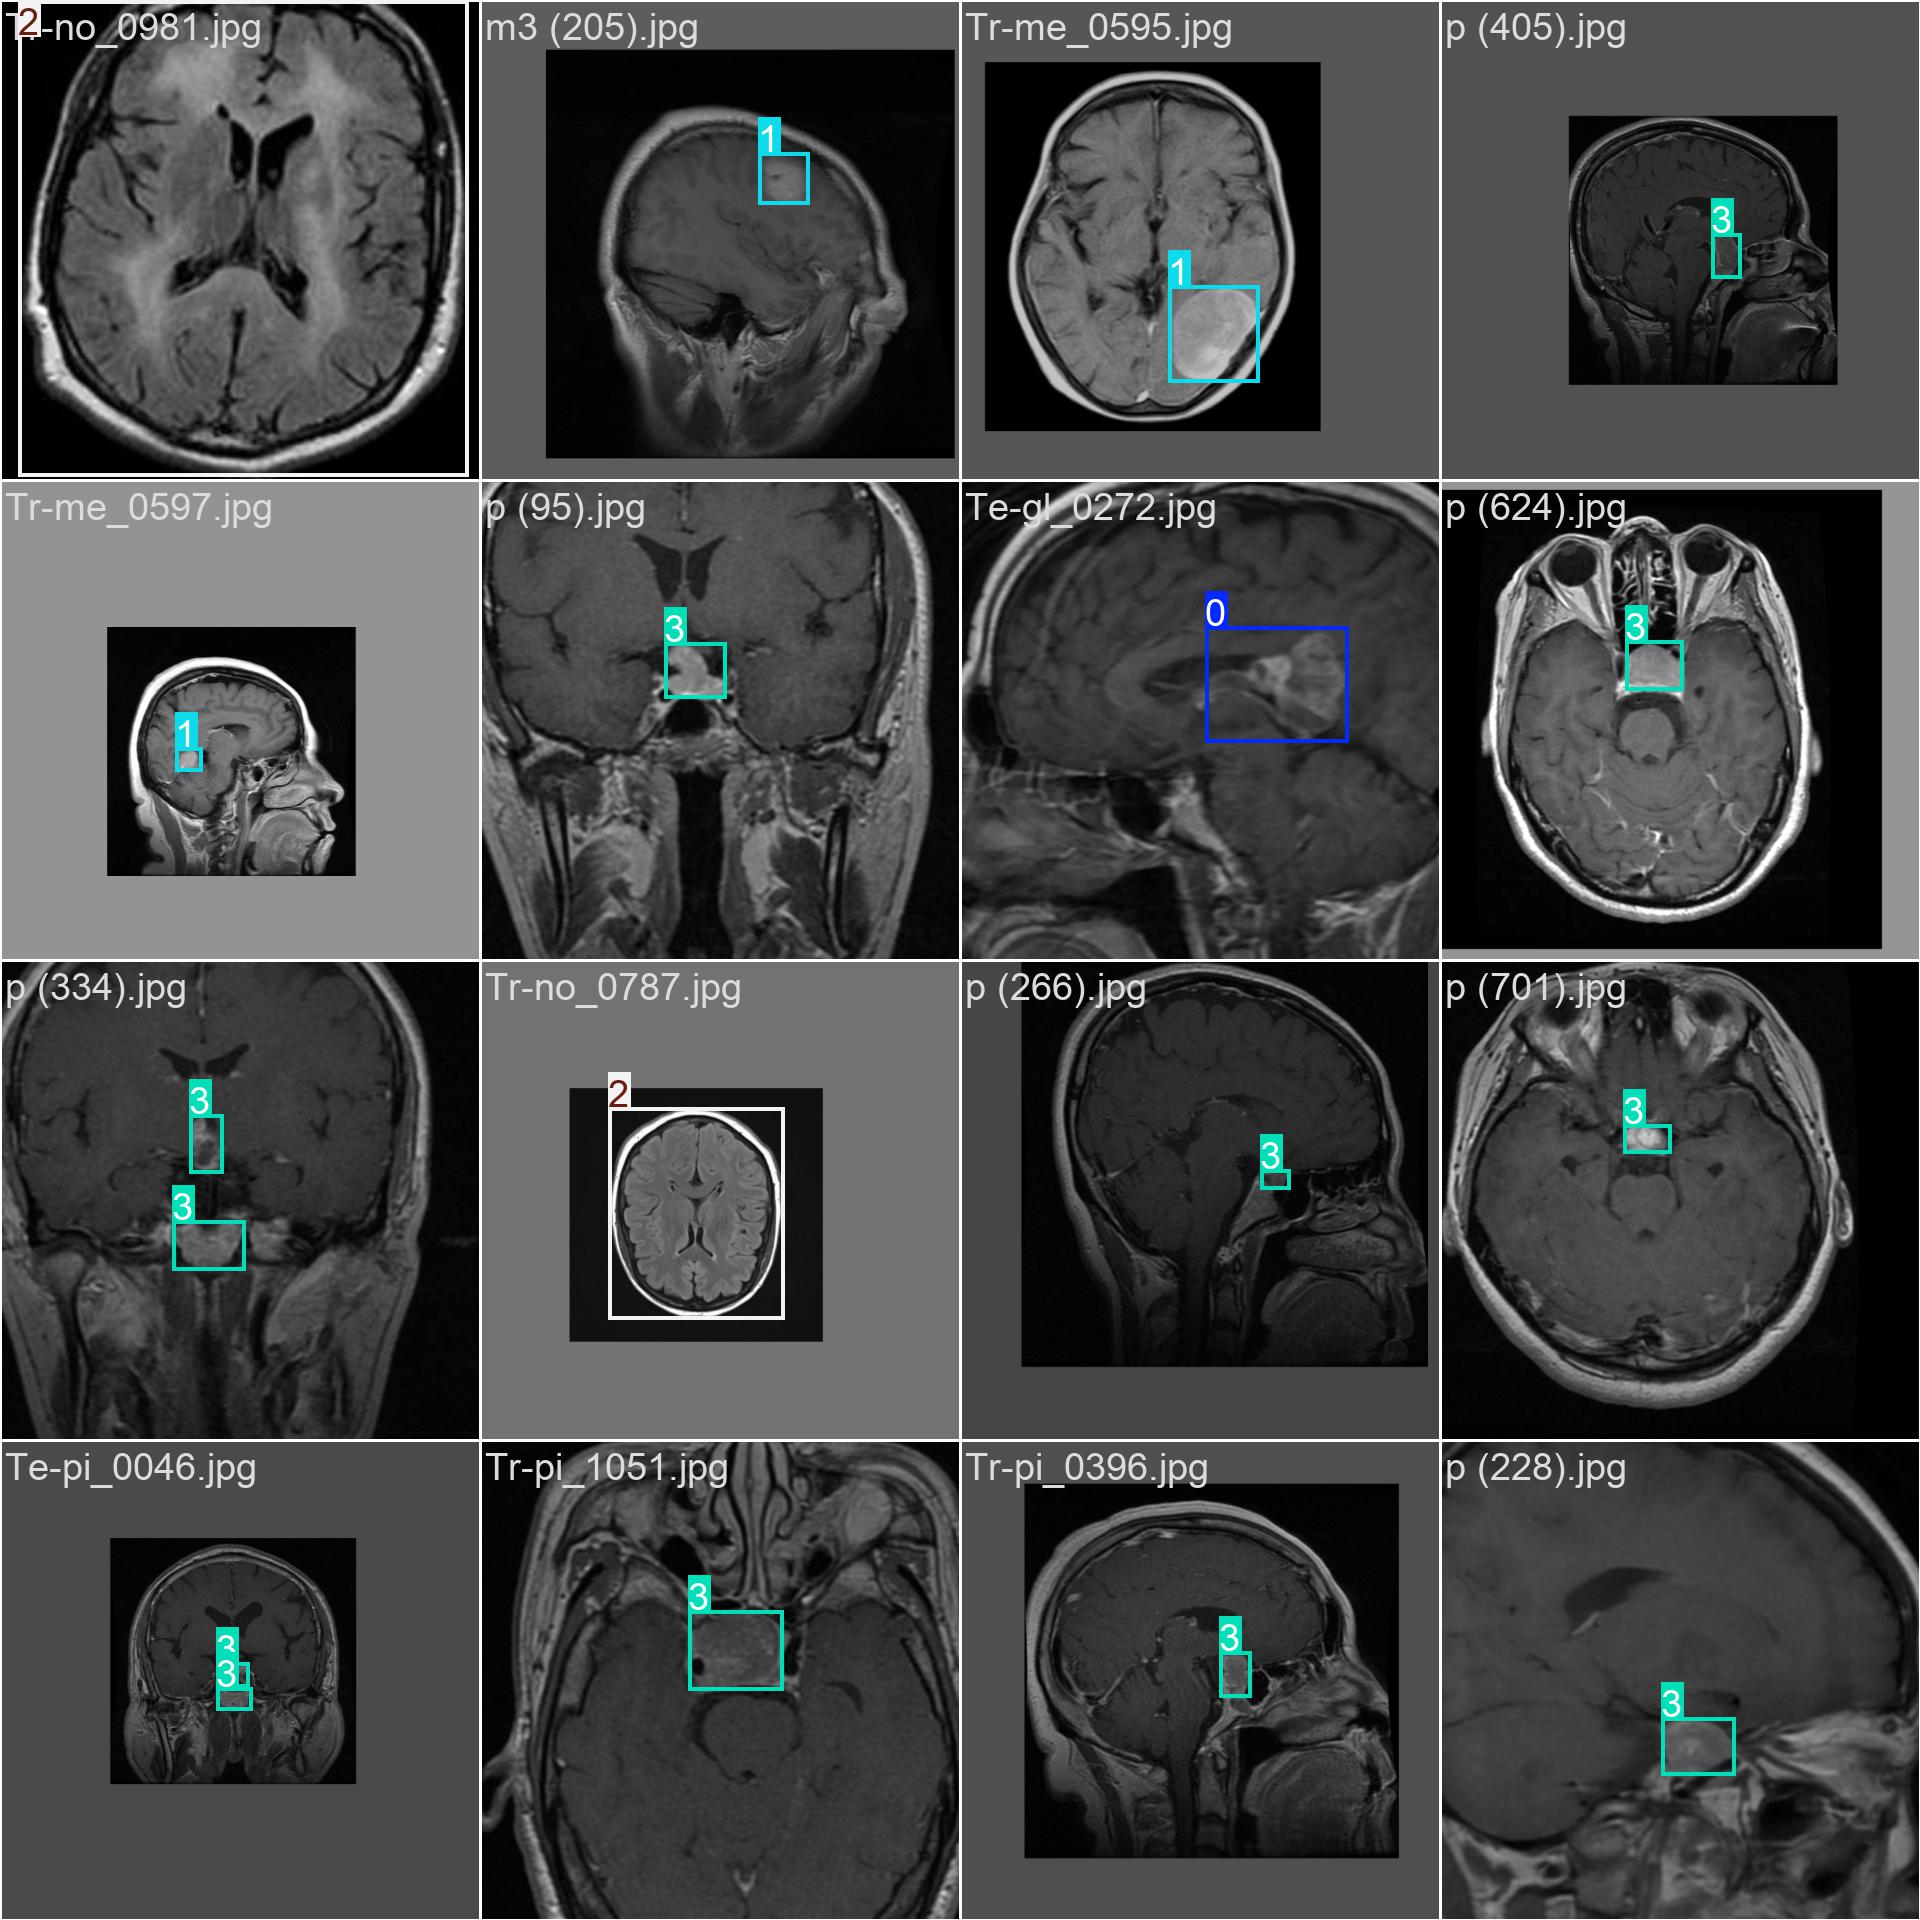 Tr-no_0981.jpg
2
m3 (205).jpg
1
Tr-me_0595.jpg
1
p (405).jpg
3
Tr-me_0597.jpg
1
p (95).jpg
3
Te-gl_0272.jpg
0
p (624).jpg
3
p (334).jpg
3
3
Tr-no_0787.jpg
2
p (266).jpg
3
p (701).jpg
3
Te-pi_0046.jpg
3
3
Tr-pi_1051.jpg
3
Tr-pi_0396.jpg
3
p (228).jpg
3